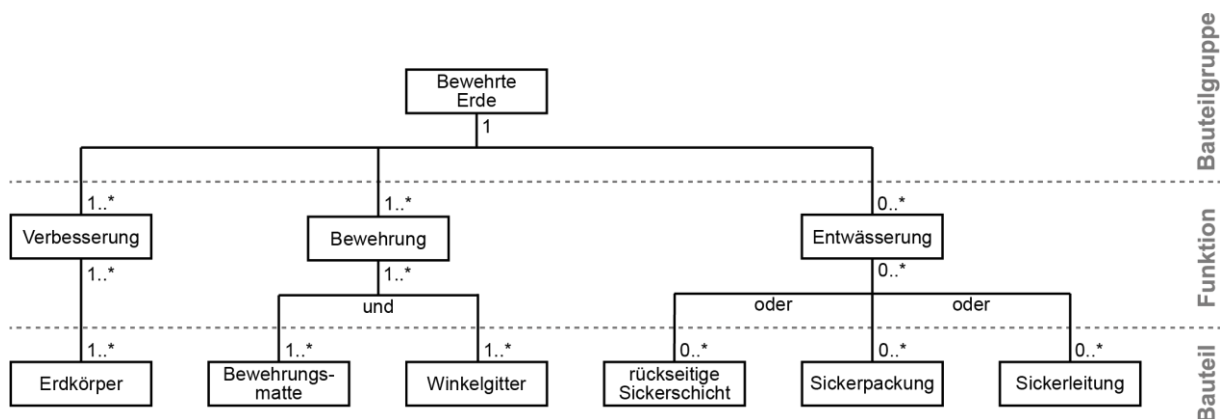 Bewehrte
Erde
1
Bauteilgruppe
1..*
1..*
0..*
Verbesserung
Bewehrung
Entwässerung
1..*
1..*
0..*
und
oder
oder
Funktion
1..*
1..*
1..*
0..*
0..*
0..*
Erdkörper
Bewehrungs-
matte
Winkelgitter
rückseitige
Sickerschicht
Sickerpackung
Sickerleitung
Bauteil